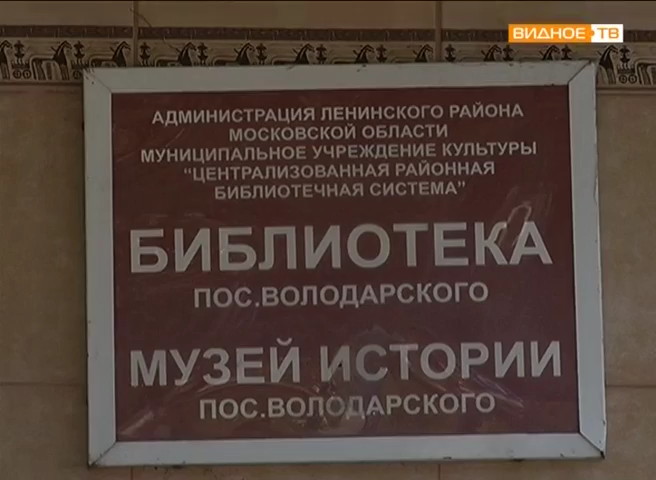 ВИДНОЕ ТВ
АДМИНИСТРАЦИЯ ЛЕНИНСКОГО РАЙОНА
МОСКОВСКОЙ ОБЛАСТИ
МУНИЦИПАЛЬНОЕ УЧРЕЖДЕНИЕ КУЛЬТУРЫ
"ЦЕНТРАЛИЗОВАННАЯ РАЙОННАЯ
БИБЛИОТЕЧНАЯ СИСТЕМА"
БИБЛИОТЕКА
ПОС.ВОЛОДАРСКОГО
МУЗЕЙ ИСТОРИИ
ПОС.ВОЛОДАРСКОГО